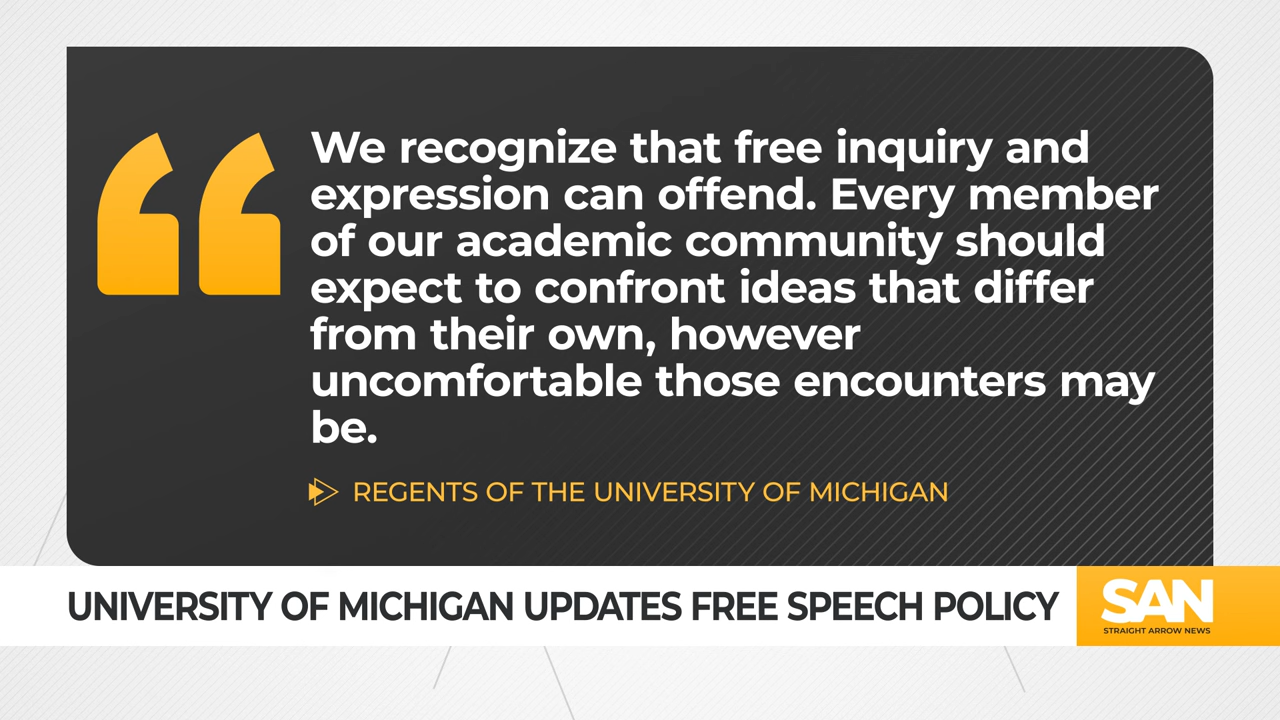 We recognize that free inquiry and
expression can offend. Every member
of our academic community should
expect to confront ideas that differ
from their own, however
uncomfortable those encounters may
be.
REGENTS OF THE UNIVERSITY OF MICHIGAN
UNIVERSITY OF MICHIGAN UPDATES FREE SPEECH POLICY
SAN
STRAIGHT ARROW NEWS